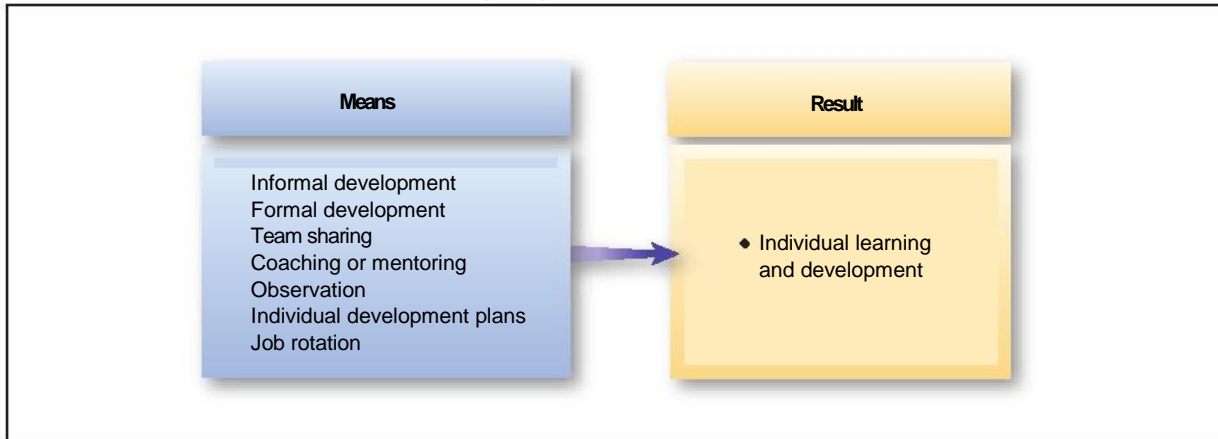 Means
Informal development
Formal development
Team sharing
Coaching or mentoring
Observation
Individual development plans
Job rotation
Result
• Individual learning
and development